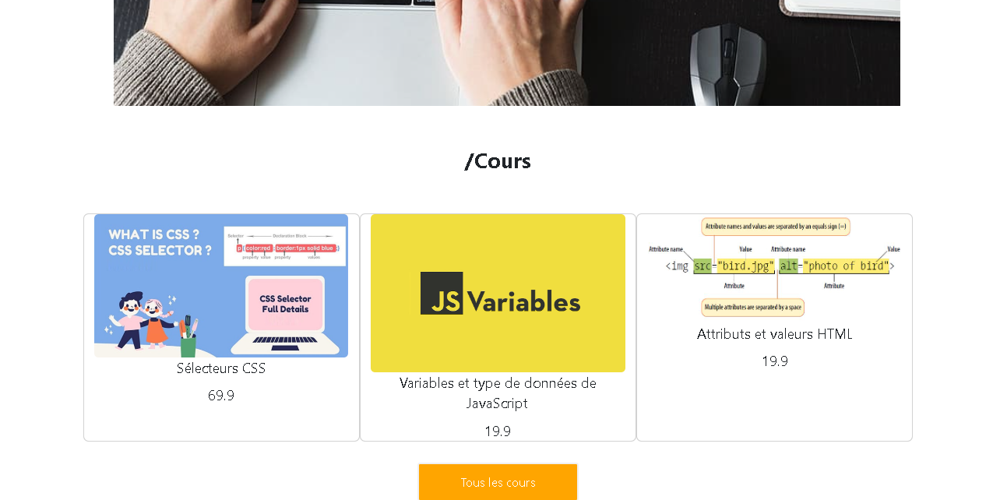 /Cours
WHAT IS CSS ?
CSS SELECTOR ?
Selector
Declaration Block
p {color:red; border:1px solid blue;}
property value property values
CSS Selector
Full Details
Sélecteurs CSS
69.9
JS Variables
Variables et type de données de
JavaScript
19.9
Attribute names and values are separated by an equals sign (=)
Attribute name Value Attribute name Value
<img src="bird.jpg" alt="photo of bird">
Attribute Attribute
Multiple attributes are separated by a space
Attributs et valeurs HTML
19.9
Tous les cours